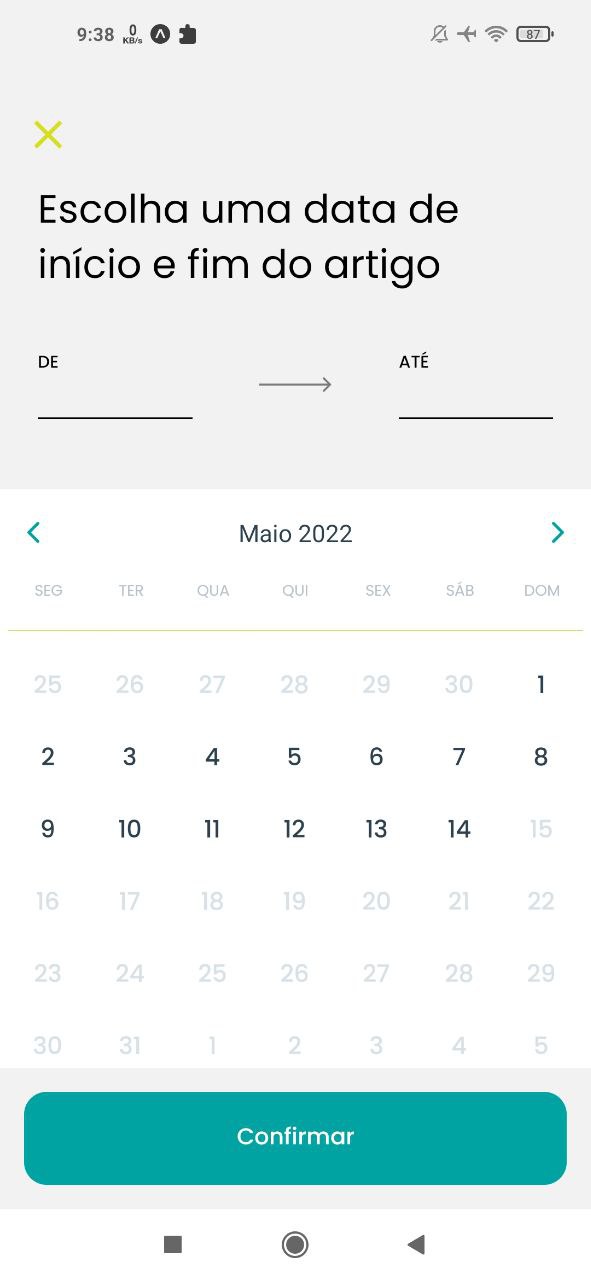 9:38 0 KB/s 87
Escolha uma data de
início e fim do artigo
DE ATÉ
Maio 2022
SEG TER QUA QUI SEX SÁB DOM
25 26 27 28 29 30 1
2 3 4 5 6 7 8
9 10 11 12 13 14 15
16 17 18 19 20 21 22
23 24 25 26 27 28 29
30 31 1 2 3 4 5
Confirmar